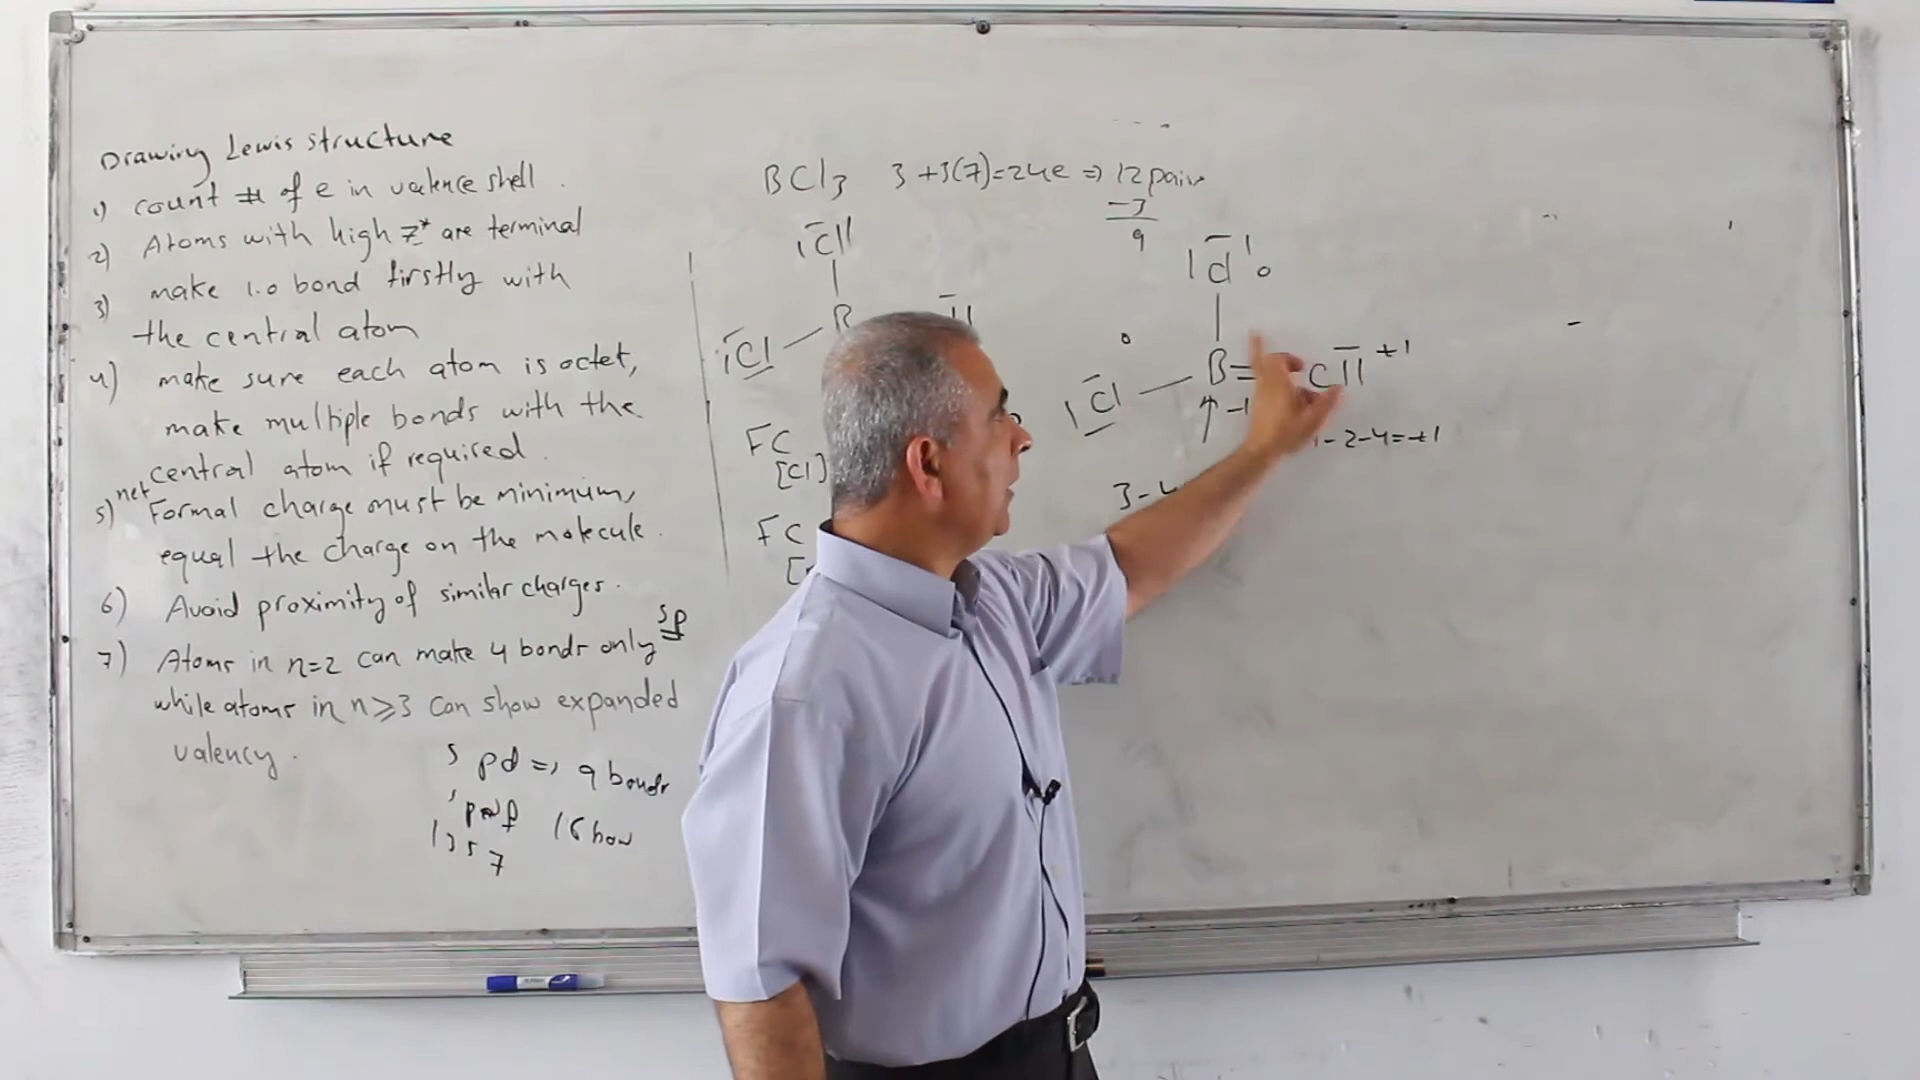 Drawing Lewis structure
1) count # of e in valence shell.
2) Atoms with high Z* are terminal
3) make 1.0 bond firstly with
the central atom
4) make sure each atom is octet,
make multiple bonds with the
central atom if required.
5) net Formal charge must be minimum,
equal the charge on the molecule.
6) Avoid proximity of similar charges.
7) Atoms in n=2 can make 4 bonds only sp
while atoms in n⩾3 can show expanded
valency.
s pd => 9 bonds
16 bon
1 3 5 7
BCl3 3+3(7)=24e => 12 pairs
-3
9
Cl
B
Cl
FC
[Cl]
FC
Cl 0
0
B = Cl +1
Cl
-1
-2-4=+1
3-4